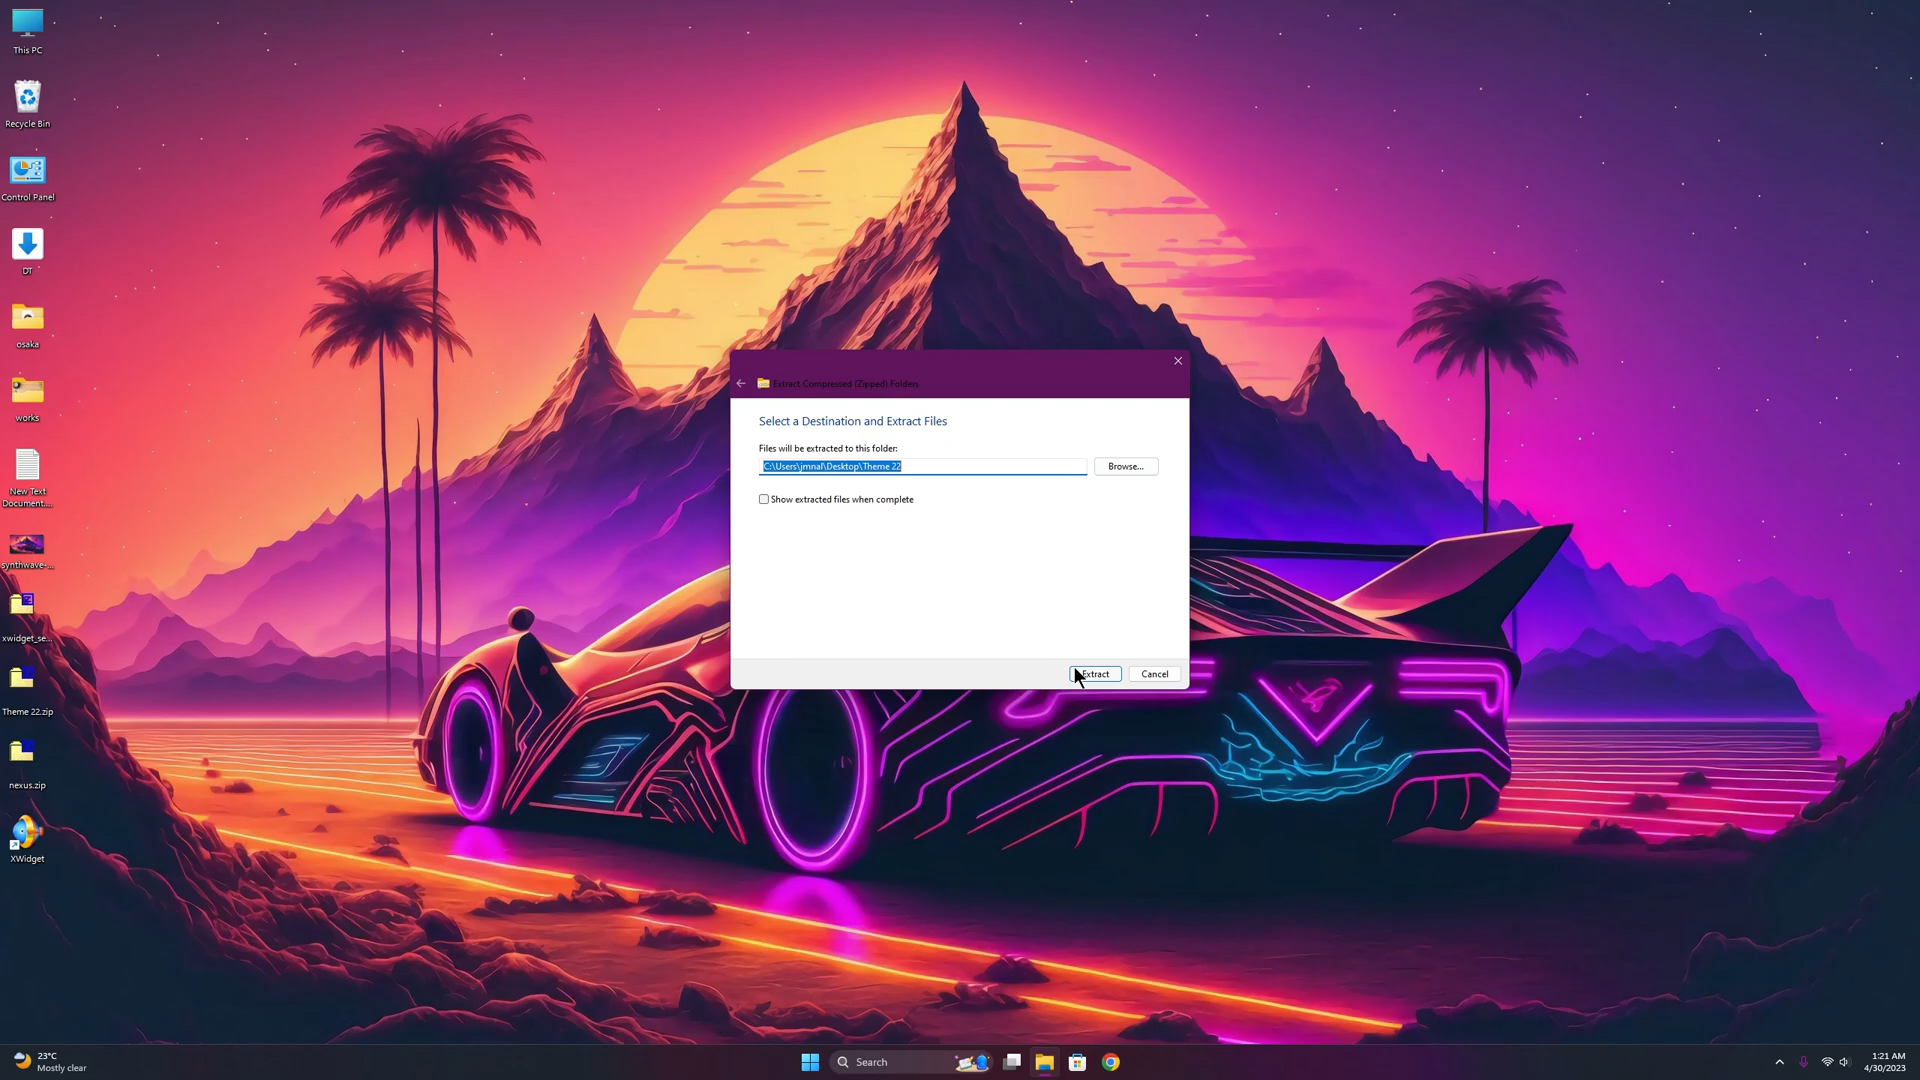 This PC
Recycle Bin
Control Panel
DT
osaka
works
New Text
Document....
synthwave-...
xwidget_se...
Theme 22.zip
nexus.zip
XWidget
Extract Compressed (Zipped) Folders
Select a Destination and Extract Files
Files will be extracted to this folder:
C:\Users\jmnal\Desktop\Theme 22
Browse...
Show extracted files when complete
Extract
Cancel
23°C
Mostly clear
Search
1:21 AM
4/30/2023